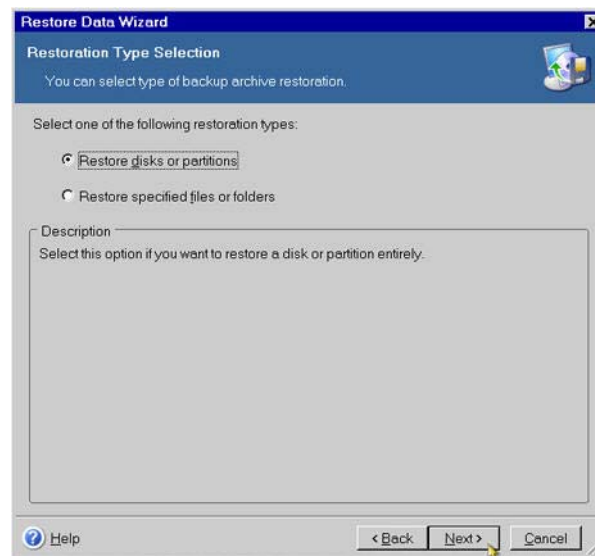 Restore Data Wizard
Restoration Type Selection
You can select type of backup archive restoration.
Select one of the following restoration types:
Restore disks or partitions
Restore specified files or folders
Description
Select this option if you want to restore a disk or partition entirely.
Help
< Back
Next >
Cancel